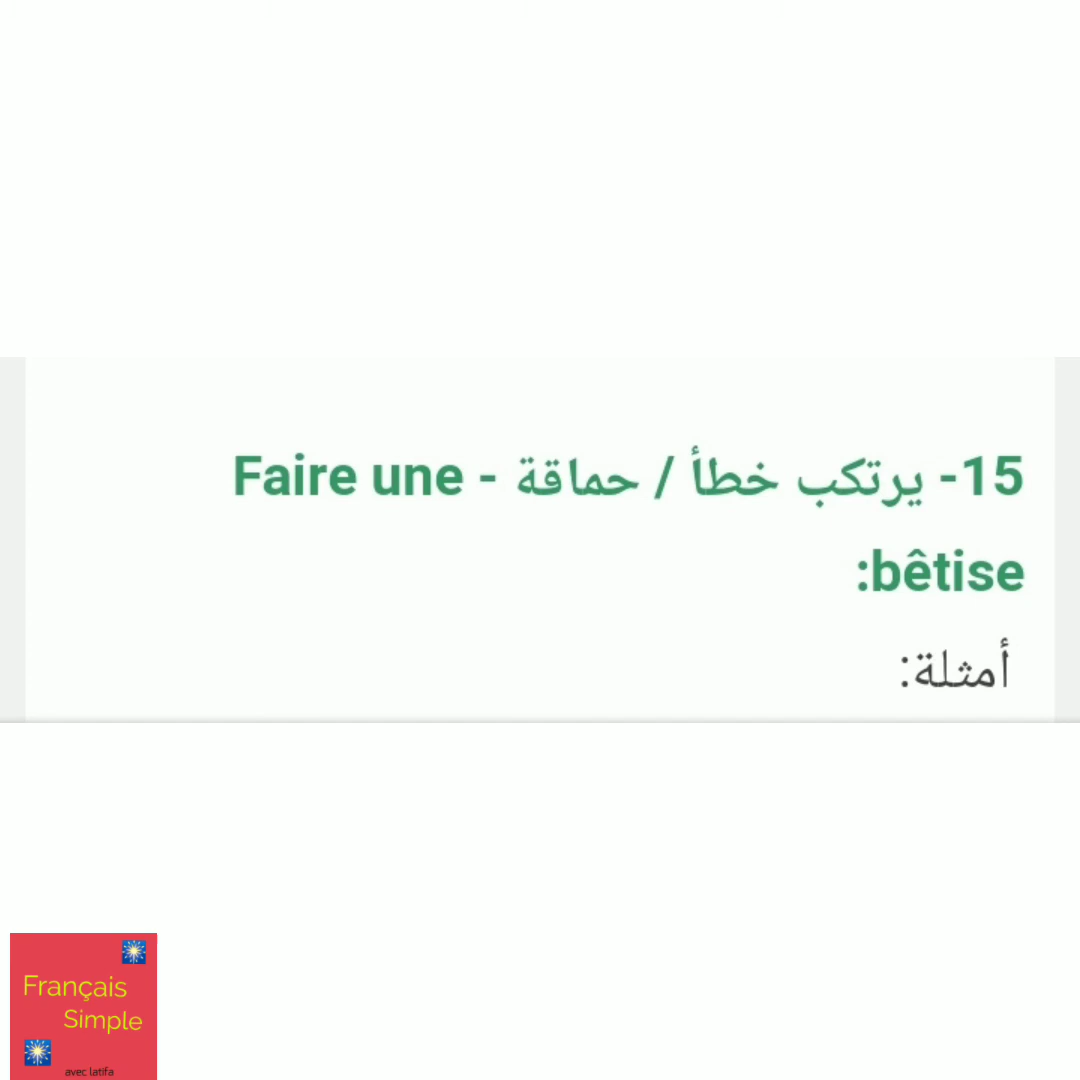 15- يرتكب خطأ / حماقة - Faire une
bêtise:
أمثلة:
Français
Simple
avec latifa